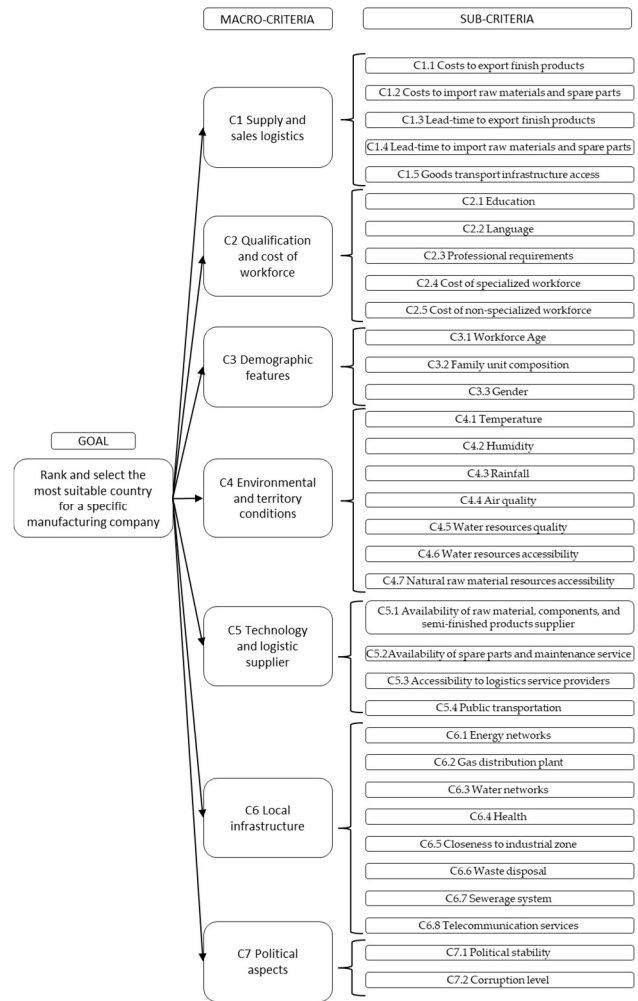 MACRO-CRITERIA
SUB-CRITERIA
C1 Supply and
sales logistics
C1.1 Costs to export finish products
C1.2 Costs to import raw materials and spare parts
C1.3 Lead-time to export finish products
C1.4 Lead-time to import raw materials and spare parts
C1.5 Goods transport infrastructure access
C2 Qualification
and cost of
workforce
C2.1 Education
C2.2 Language
C2.3 Professional requirements
C2.4 Cost of specialized workforce
C2.5 Cost of non-specialized workforce
C3 Demographic
features
C3.1 Workforce Age
C3.2 Family unit composition
C3.3 Gender
GOAL
Rank and select the
most suitable country
for a specific
manufacturing company
C4 Environmental
and territory
conditions
C4.1 Temperature
C4.2 Humidity
C4.3 Rainfall
C4.4 Air quality
C4.5 Water resources quality
C4.6 Water resources accessibility
C4.7 Natural raw material resources accessibility
C5 Technology
and logistic
supplier
C5.1 Availability of raw material, components, and
semi-finished products supplier
C5.2Availability of spare parts and maintenance service
C5.3 Accessibility to logistics service providers
C5.4 Public transportation
C6 Local
infrastructure
C6.1 Energy networks
C6.2 Gas distribution plant
C6.3 Water networks
C6.4 Health
C6.5 Closeness to industrial zone
C6.6 Waste disposal
C6.7 Sewerage system
C6.8 Telecommunication services
C7 Political
aspects
C7.1 Political stability
C7.2 Corruption level